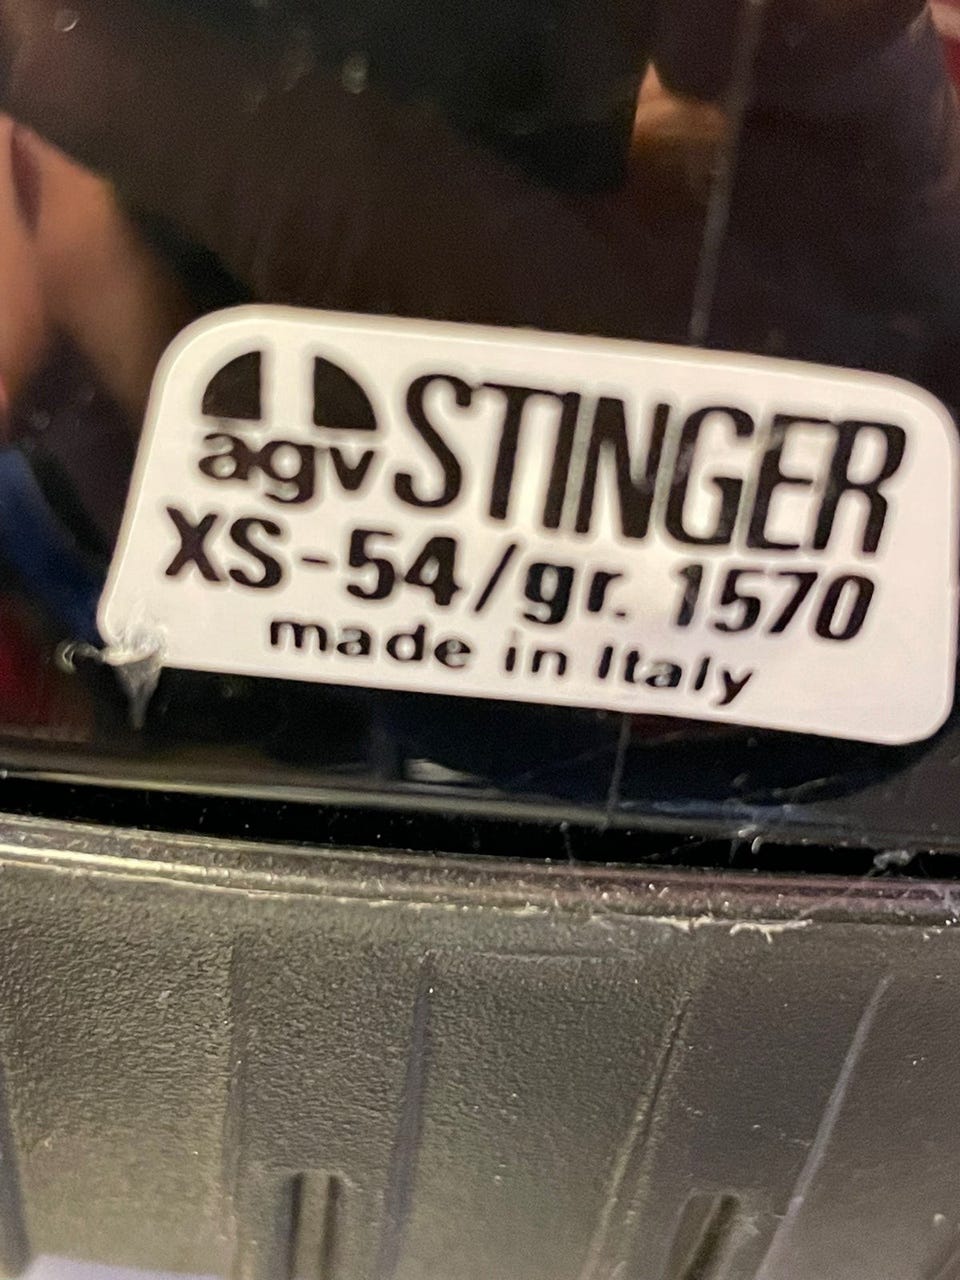 agv STINGER
XS-54/gr. 1570
made in Italy